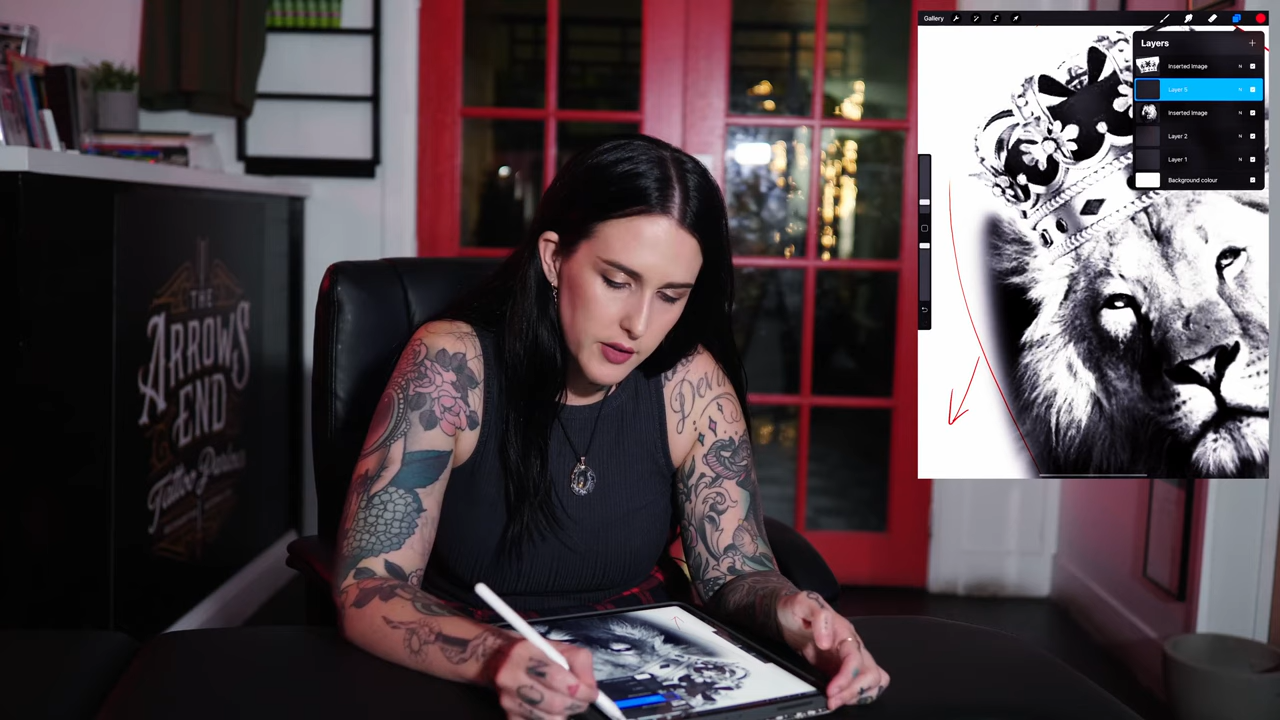 THE
ARROWS
END
Tattoo Parlour
Devin
Gallery
S
Layers
+
Inserted Image
N
Layer 5
N
Inserted Image
N
Layer 2
N
Layer 1
N
Background colour